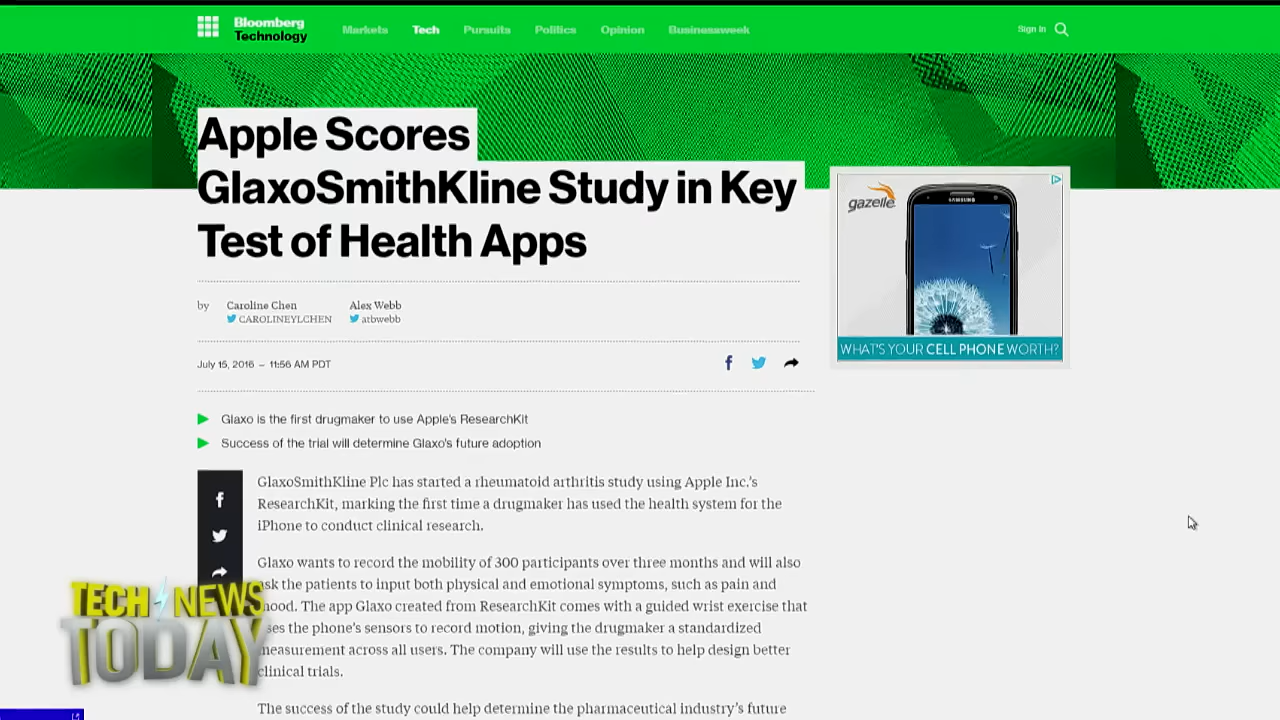 Bloomberg
Technology
Markets Tech Pursuits Politics Opinion Businessweek
Sign In
Apple Scores
GlaxoSmithKline Study in Key
Test of Health Apps
by Caroline Chen Alex Webb
CAROLINEYLCHEN atbwebb
July 15, 2016 – 11:56 AM PDT
gazelle
SAMSUNG
WHAT'S YOUR CELL PHONE WORTH?
Glaxo is the first drugmaker to use Apple's ResearchKit
Success of the trial will determine Glaxo's future adoption
GlaxoSmithKline Plc has started a rheumatoid arthritis study using Apple Inc.'s
ResearchKit, marking the first time a drugmaker has used the health system for the
iPhone to conduct clinical research.
Glaxo wants to record the mobility of 300 participants over three months and will also
ask the patients to input both physical and emotional symptoms, such as pain and
mood. The app Glaxo created from ResearchKit comes with a guided wrist exercise that
uses the phone's sensors to record motion, giving the drugmaker a standardized
measurement across all users. The company will use the results to help design better
clinical trials.
The success of the study could help determine the pharmaceutical industry's future
TECH NEWS
TODAY